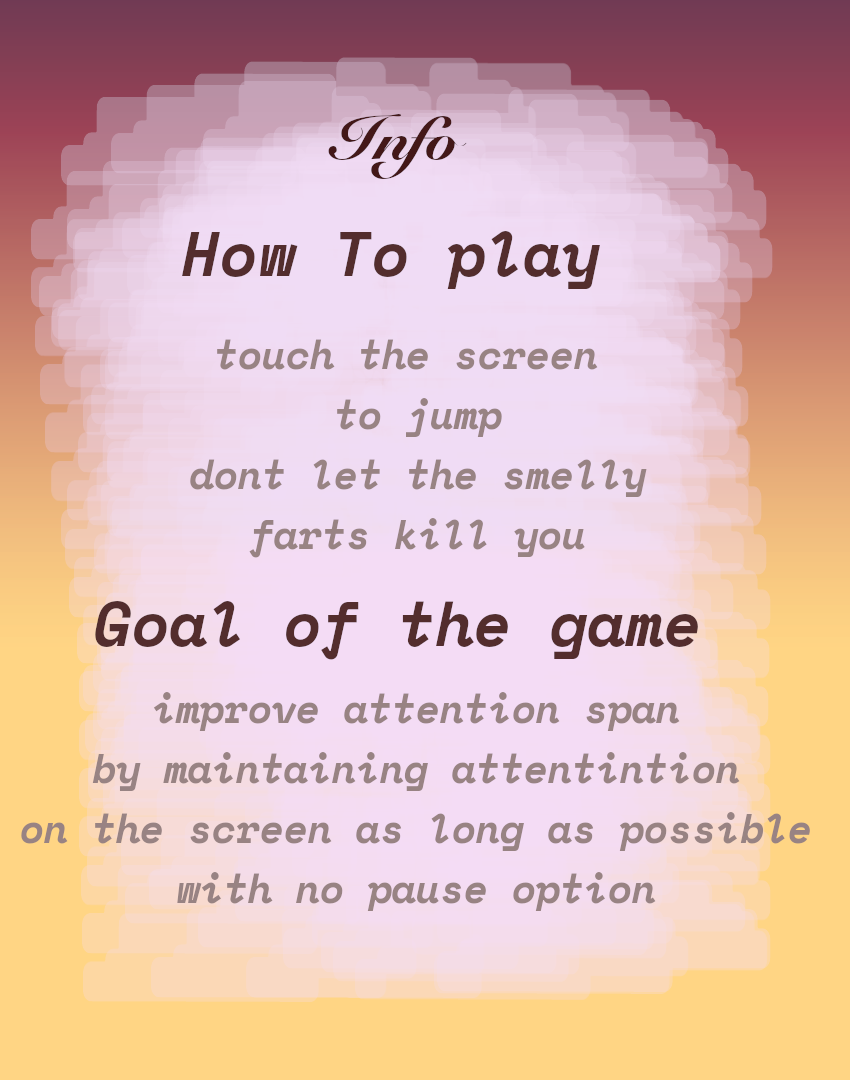 Info
How To play
touch the screen
to jump
dont let the smelly
farts kill you
Goal of the game
improve attention span
by maintaining attentintion
on the screen as long as possible
with no pause option